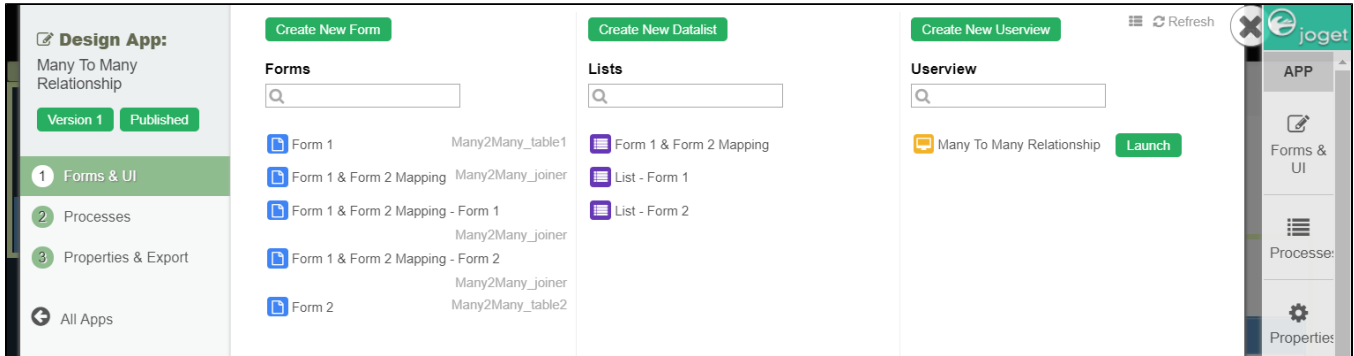 Design App:
Many To Many
Relationship
Version 1 Published
1 Forms & UI
2 Processes
3 Properties & Export
All Apps
Create New Form
Forms
Form 1 Many2Many_table1
Form 1 & Form 2 Mapping Many2Many_joiner
Form 1 & Form 2 Mapping - Form 1
Many2Many_joiner
Form 1 & Form 2 Mapping - Form 2
Many2Many_joiner
Form 2 Many2Many_table2
Create New Datalist
Lists
Form 1 & Form 2 Mapping
List - Form 1
List - Form 2
Create New Userview
Refresh
Userview
Many To Many Relationship Launch
joget
APP
Forms &
UI
Processes
Properties